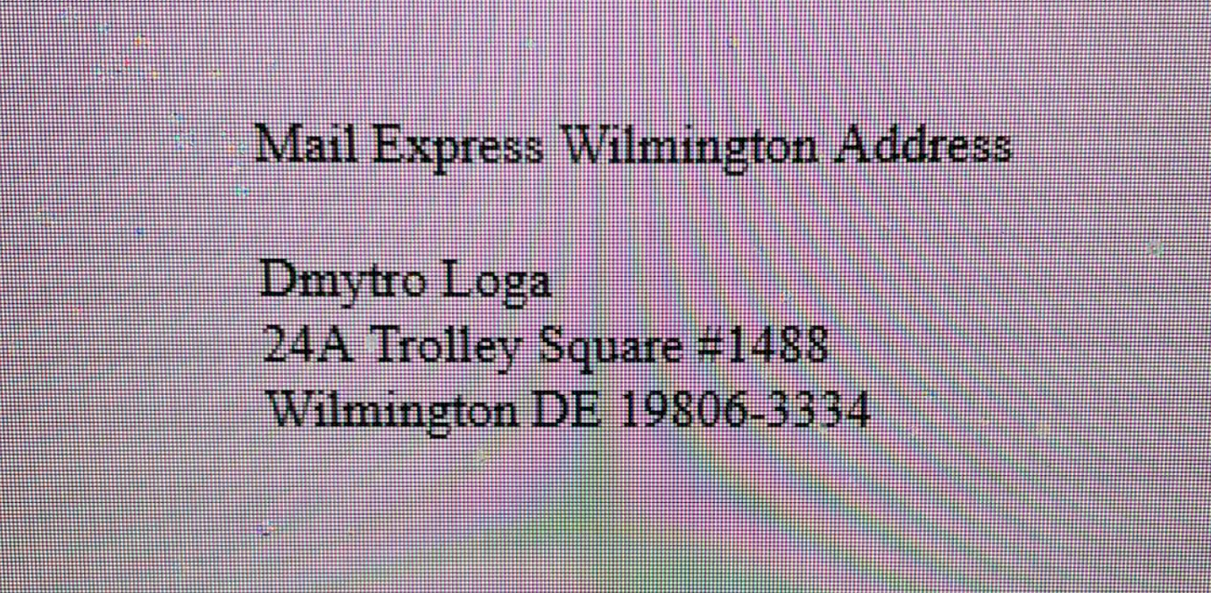 Mail Express Wilmington Address
Dmytro Loga
24A Trolley Square #1488
Wilmington DE 19806-3334